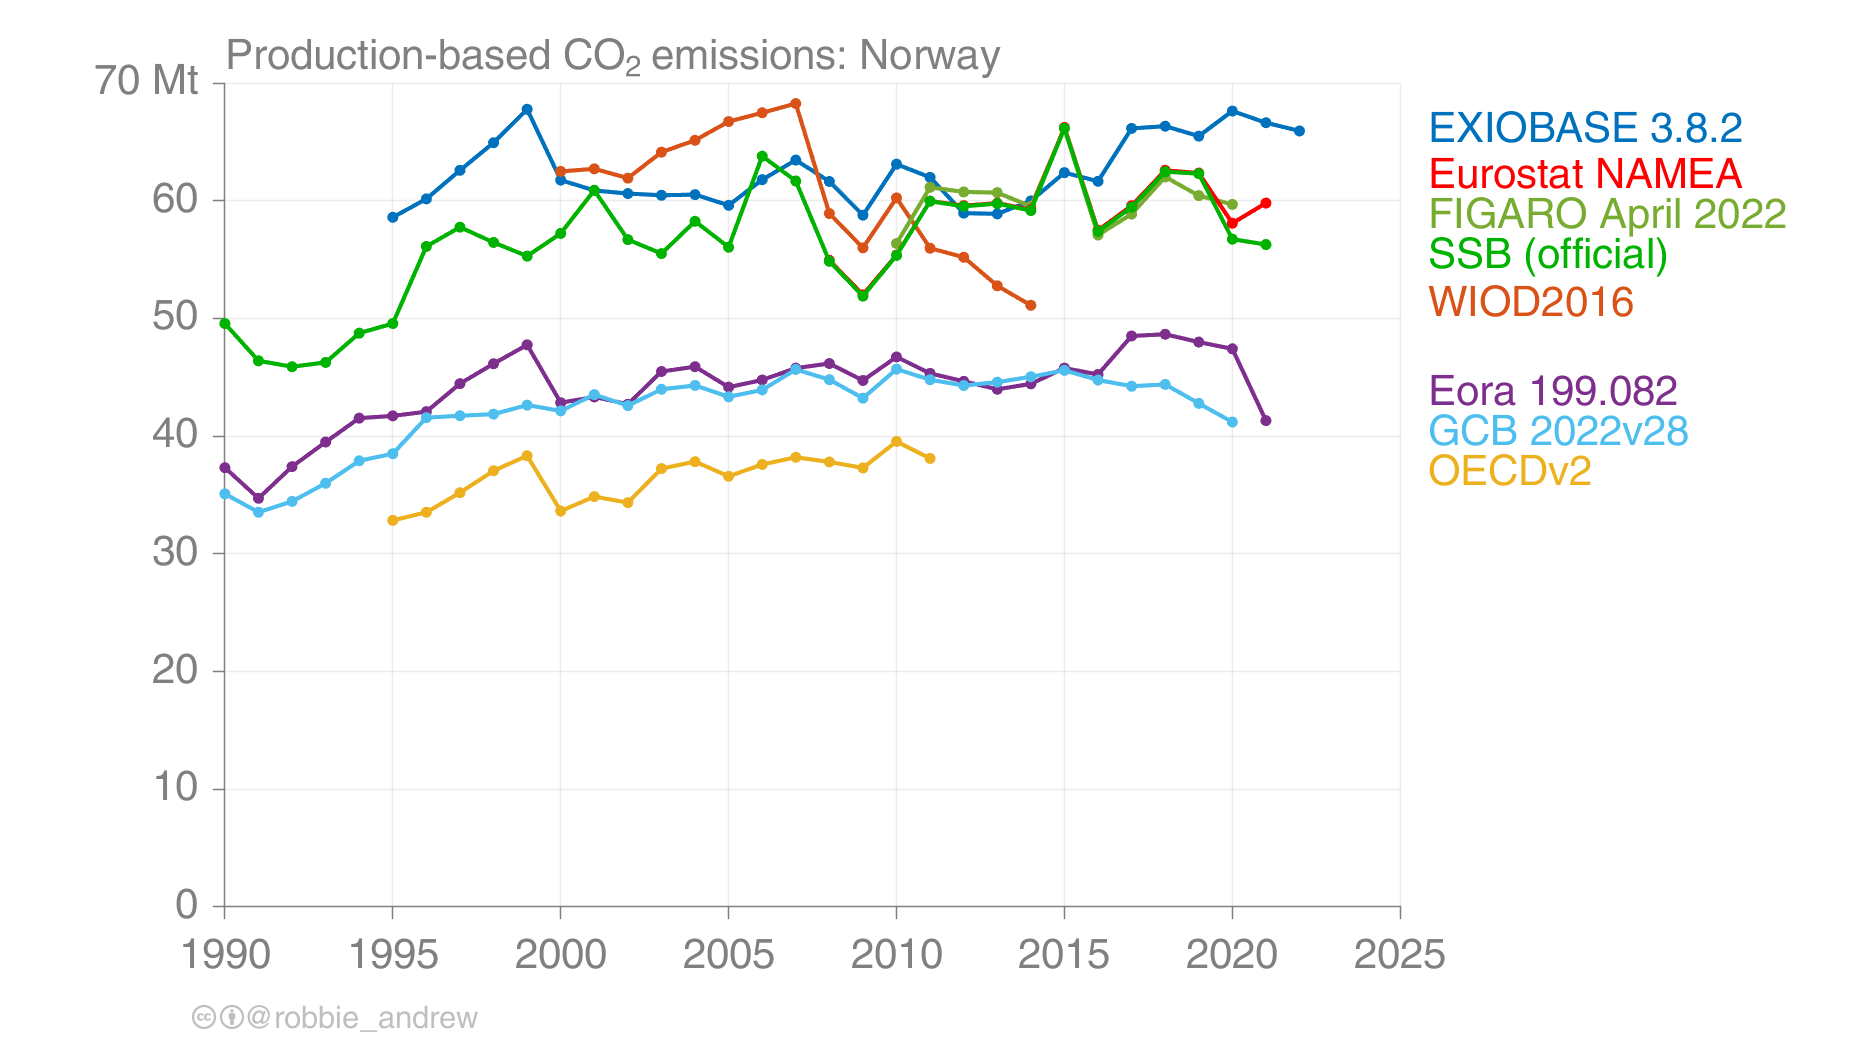 Production-based CO₂ emissions: Norway
70 Mt
60
50
40
30
20
10
0
1990 1995 2000 2005 2010 2015 2020 2025
EXIOBASE 3.8.2
Eurostat NAMEA
FIGARO April 2022
SSB (official)
WIOD2016
Eora 199.082
GCB 2022v28
OECDv2
cc @robbie_andrew